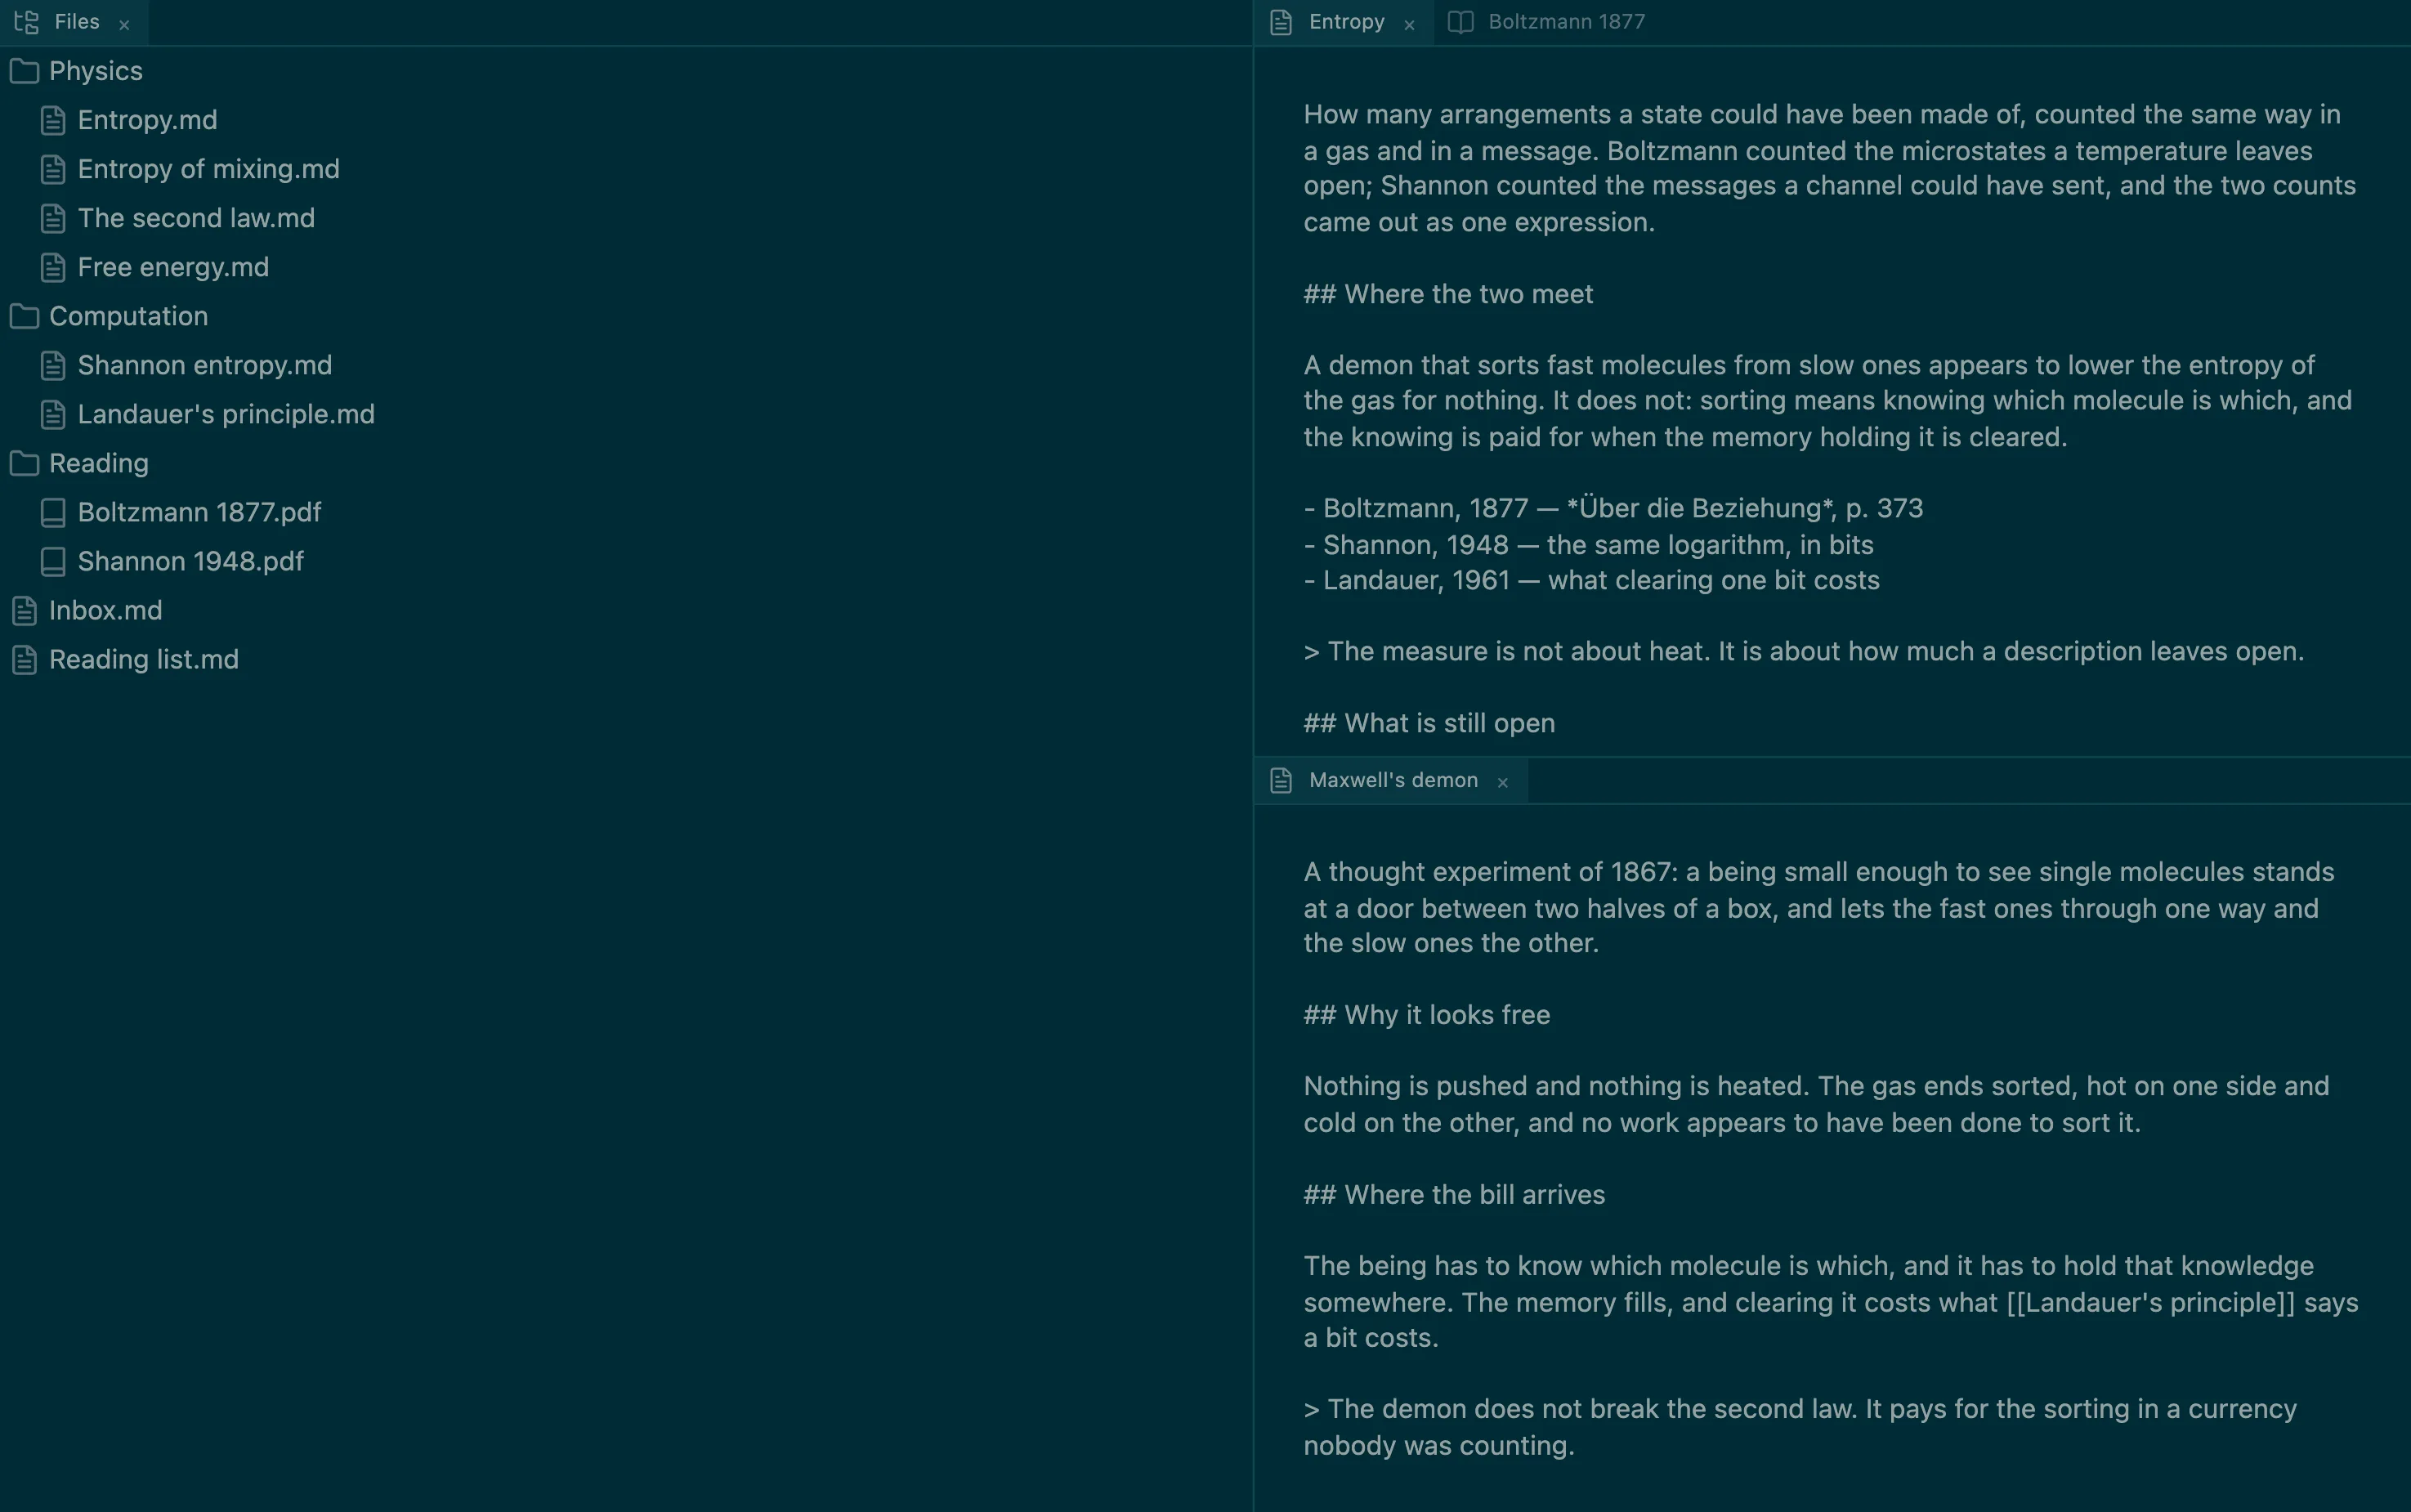 Files ×
Physics
Entropy.md
Entropy of mixing.md
The second law.md
Free energy.md
Computation
Shannon entropy.md
Landauer's principle.md
Reading
Boltzmann 1877.pdf
Shannon 1948.pdf
Inbox.md
Reading list.md
Entropy × Boltzmann 1877
How many arrangements a state could have been made of, counted the same way in
a gas and in a message. Boltzmann counted the microstates a temperature leaves
open; Shannon counted the messages a channel could have sent, and the two counts
came out as one expression.
## Where the two meet
A demon that sorts fast molecules from slow ones appears to lower the entropy of
the gas for nothing. It does not: sorting means knowing which molecule is which, and
the knowing is paid for when the memory holding it is cleared.
- Boltzmann, 1877 — *Über die Beziehung*, p. 373
- Shannon, 1948 — the same logarithm, in bits
- Landauer, 1961 — what clearing one bit costs
> The measure is not about heat. It is about how much a description leaves open.
## What is still open
Maxwell's demon ×
A thought experiment of 1867: a being small enough to see single molecules stands
at a door between two halves of a box, and lets the fast ones through one way and
the slow ones the other.
## Why it looks free
Nothing is pushed and nothing is heated. The gas ends sorted, hot on one side and
cold on the other, and no work appears to have been done to sort it.
## Where the bill arrives
The being has to know which molecule is which, and it has to hold that knowledge
somewhere. The memory fills, and clearing it costs what [[Landauer's principle]] says
a bit costs.
> The demon does not break the second law. It pays for the sorting in a currency
nobody was counting.